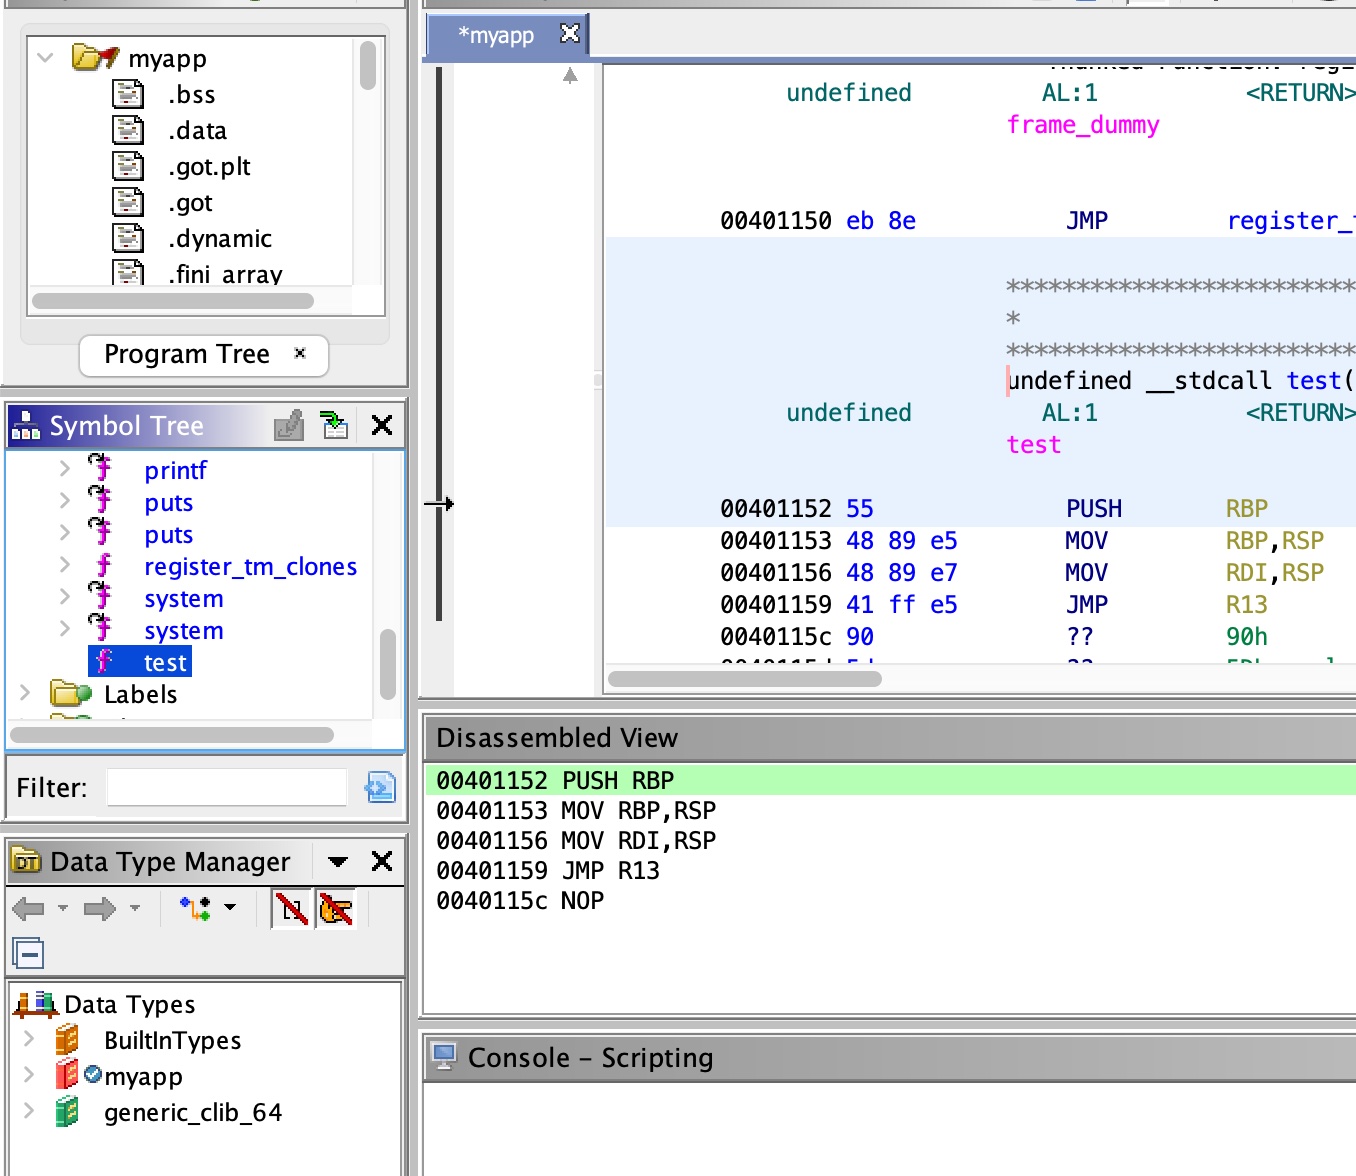 myapp
.bss
.data
.got.plt
.got
.dynamic
.fini_array
Program Tree
Symbol Tree
printf
puts
puts
register_tm_clones
system
system
test
Labels
Filter:
Data Type Manager
Data Types
BuiltInTypes
myapp
generic_clib_64
*myapp
undefined AL:1 <RETURN>
frame_dummy
00401150 eb 8e JMP register_
*************************
*
*************************
undefined __stdcall test(
undefined AL:1 <RETURN>
test
00401152 55 PUSH RBP
00401153 48 89 e5 MOV RBP,RSP
00401156 48 89 e7 MOV RDI,RSP
00401159 41 ff e5 JMP R13
0040115c 90 ?? 90h
Disassembled View
00401152 PUSH RBP
00401153 MOV RBP,RSP
00401156 MOV RDI,RSP
00401159 JMP R13
0040115c NOP
Console - Scripting